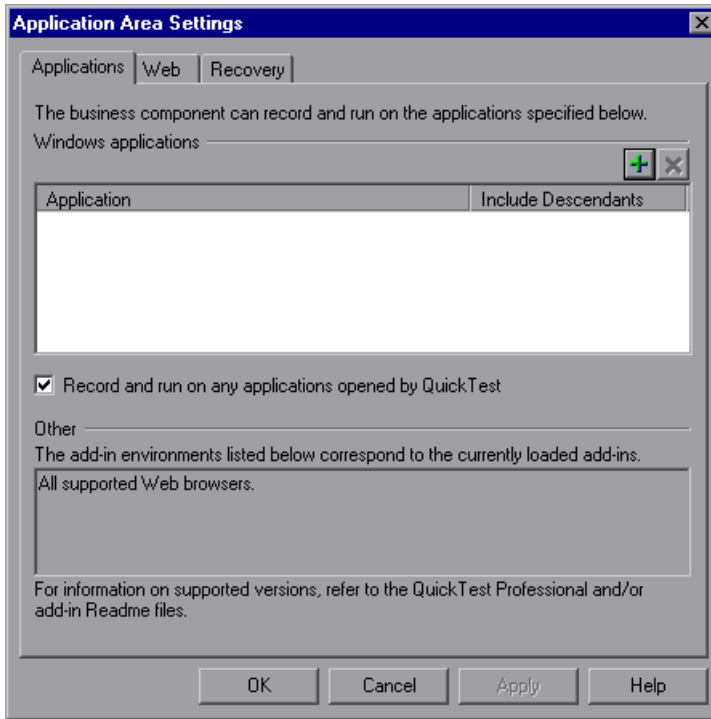 Application Area Settings
Applications Web Recovery
The business component can record and run on the applications specified below.
Windows applications
Application Include Descendants
Record and run on any applications opened by QuickTest
Other
The add-in environments listed below correspond to the currently loaded add-ins.
All supported Web browsers.
For information on supported versions, refer to the QuickTest Professional and/or
add-in Readme files.
OK Cancel Apply Help